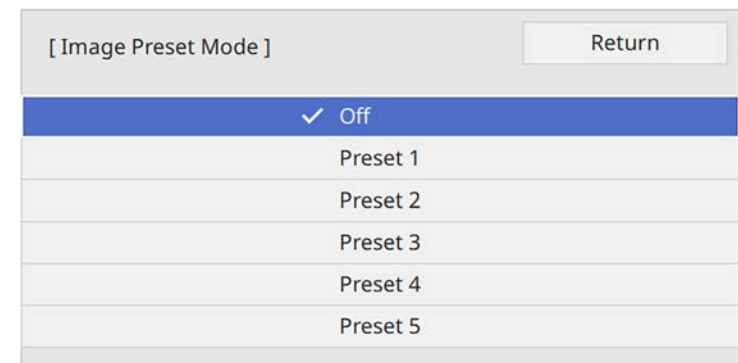 [ Image Preset Mode ]
Return
Off
Preset 1
Preset 2
Preset 3
Preset 4
Preset 5